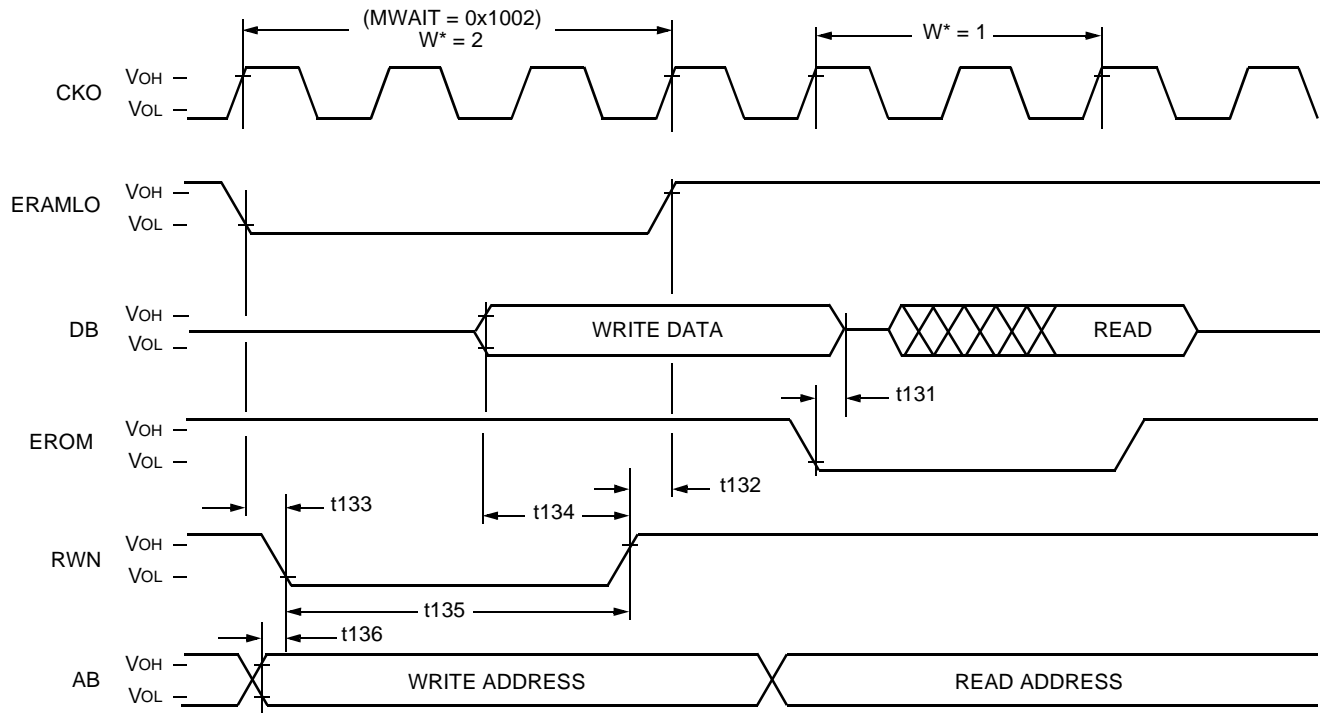 (MWAIT = 0x1002)
W* = 2
W* = 1
CKO
VOH
VOL
ERAMLO
VOH
VOL
DB
VOH
VOL
WRITE DATA
READ
t131
EROM
VOH
VOL
t132
t133
t134
RWN
VOH
VOL
t135
t136
AB
VOH
VOL
WRITE ADDRESS
READ ADDRESS